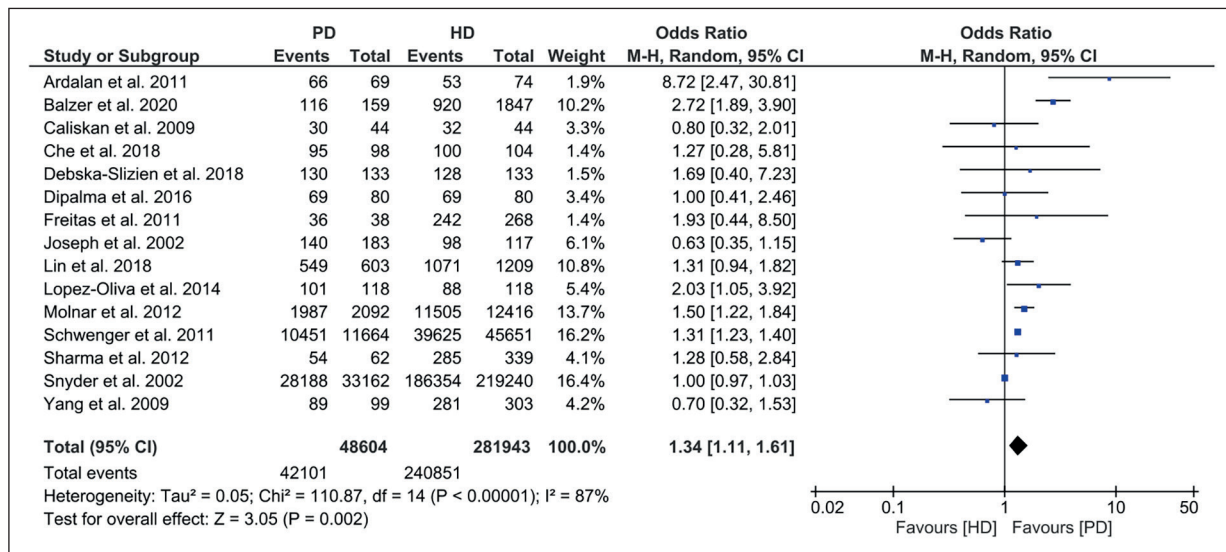 PD HD Odds Ratio Odds Ratio
Study or Subgroup Events Total Events Total Weight M-H, Random, 95% CI M-H, Random, 95% CI
Ardalan et al. 2011 66 69 53 74 1.9% 8.72 [2.47, 30.81]
Balzer et al. 2020 116 159 920 1847 10.2% 2.72 [1.89, 3.90]
Caliskan et al. 2009 30 44 32 44 3.3% 0.80 [0.32, 2.01]
Che et al. 2018 95 98 100 104 1.4% 1.27 [0.28, 5.81]
Debska-Slizien et al. 2018 130 133 128 133 1.5% 1.69 [0.40, 7.23]
Dipalma et al. 2016 69 80 69 80 3.4% 1.00 [0.41, 2.46]
Freitas et al. 2011 36 38 242 268 1.4% 1.93 [0.44, 8.50]
Joseph et al. 2002 140 183 98 117 6.1% 0.63 [0.35, 1.15]
Lin et al. 2018 549 603 1071 1209 10.8% 1.31 [0.94, 1.82]
Lopez-Oliva et al. 2014 101 118 88 118 5.4% 2.03 [1.05, 3.92]
Molnar et al. 2012 1987 2092 11505 12416 13.7% 1.50 [1.22, 1.84]
Schwenger et al. 2011 10451 11664 39625 45651 16.2% 1.31 [1.23, 1.40]
Sharma et al. 2012 54 62 285 339 4.1% 1.28 [0.58, 2.84]
Snyder et al. 2002 28188 33162 186354 219240 16.4% 1.00 [0.97, 1.03]
Yang et al. 2009 89 99 281 303 4.2% 0.70 [0.32, 1.53]
Total (95% CI) 48604 281943 100.0% 1.34 [1.11, 1.61]
Total events 42101 240851
Heterogeneity: Tau² = 0.05; Chi² = 110.87, df = 14 (P < 0.00001); I² = 87%
Test for overall effect: Z = 3.05 (P = 0.002)
0.02 0.1 1 10 50
Favours [HD] Favours [PD]